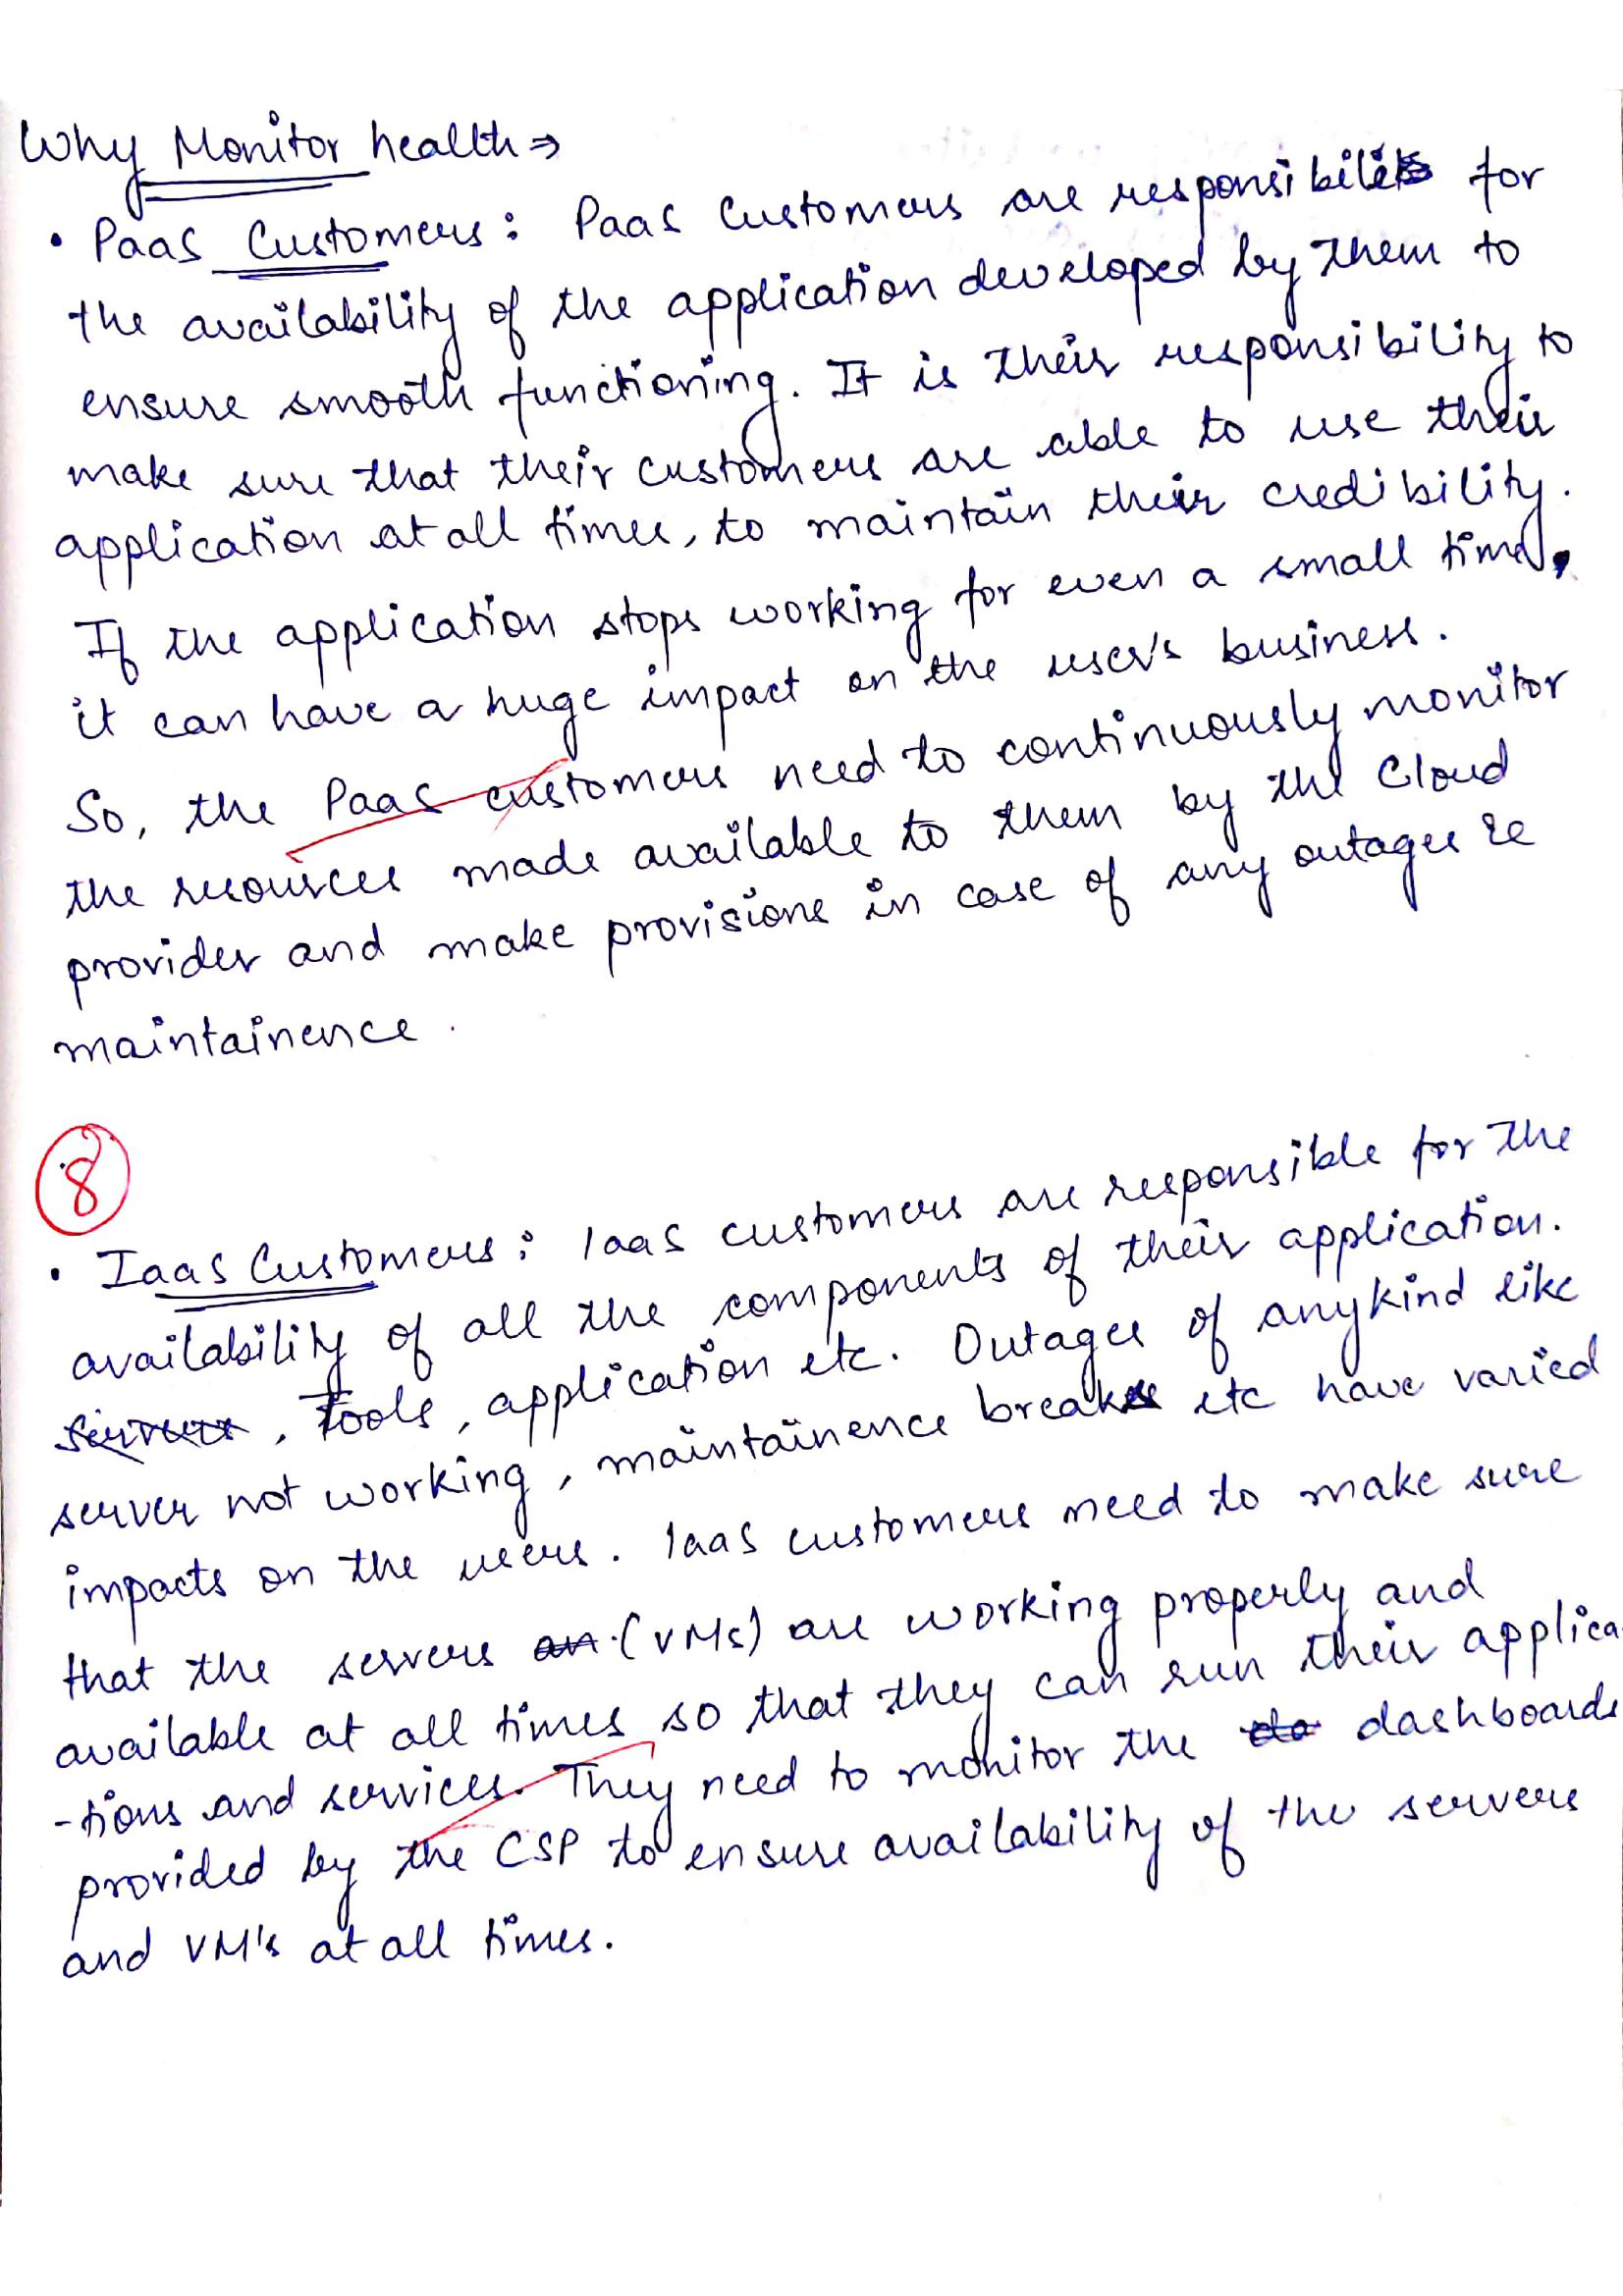 Why Monitor health ⇒
• PaaS Customers : PaaS Customers are responsible for
the availability of the application developed by them to
ensure smooth functioning. It is their responsibility to
make sure that their customers are able to use their
application at all times, to maintain their credibility.
If the application stops working for even a small time,
it can have a huge impact on the user's business.
So, the PaaS customers need to continuously monitor
the resources made available to them by the Cloud
provider and make provisions in case of any outages &
maintainence.
8
• IaaS Customers : IaaS customers are responsible for the
availability of all the components of their application.
servers, Tools, application etc. Outages of anykind like
server not working, maintainence breaks etc have varied
impacts on the users. IaaS customers need to make sure
that the servers (VMs) are working properly and
available at all times so that they can run their applica
-tions and services. They need to monitor the dashboards
provided by the CSP to ensure availability of the servers
and VM's at all times.